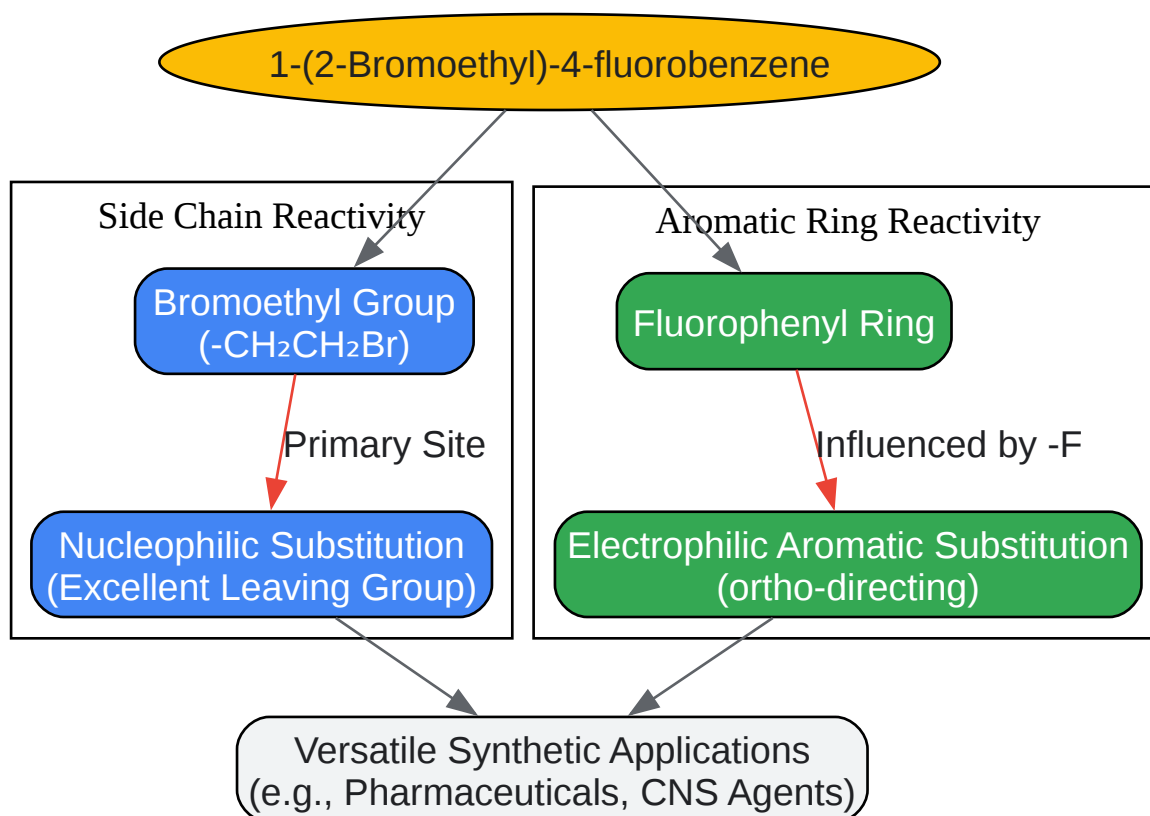 1-(2-Bromoethyl)-4-fluorobenzene
Side Chain Reactivity
Bromoethyl Group
(-CH₂CH₂Br)
Primary Site
Nucleophilic Substitution
(Excellent Leaving Group)
Aromatic Ring Reactivity
Fluorophenyl Ring
Influenced by -F
Electrophilic Aromatic Substitution
(ortho-directing)
Versatile Synthetic Applications
(e.g., Pharmaceuticals, CNS Agents)